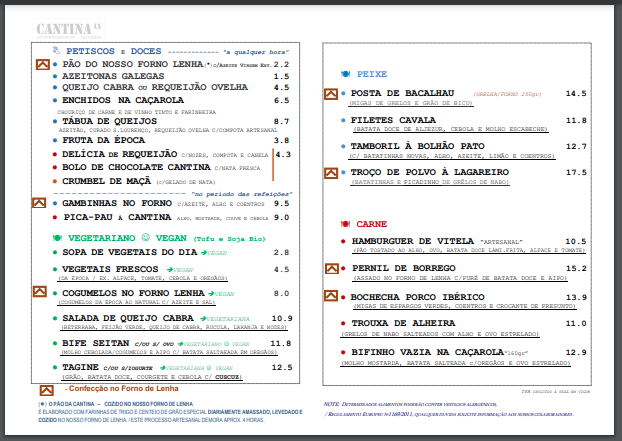 CANTINA LX
PETISCOS E DOCES ------------- "a qualquer hora"
PÃO DO NOSSO FORNO LENHA(*)C/AZEITE VIRGEM EXT. 2.2
AZEITONAS GALEGAS 1.5
QUEIJO CABRA OU REQUEIJÃO OVELHA 4.5
ENCHIDOS NA CAÇAROLA 6.5
CHOURIÇO DE CARNE E DE VINHO TINTO E FARINHEIRA
TÁBUA DE QUEIJOS 8.7
AZEITÃO, CURADO S.LOURENÇO, REQUEIJÃO OVELHA C/COMPOTA ARTESANAL
FRUTA DA ÉPOCA 3.8
DELÍCIA DE REQUEIJÃO C/NOZES, COMPOTA E CANELA 4.3
BOLO DE CHOCOLATE CANTINA C/NATA FRESCA
CRUMBEL DE MAÇÃ (C/GELADO DE NATA)
"no período das refeições"
GAMBINHAS NO FORNO C/AZEITE, ALHO E COENTROS 9.5
PICA-PAU À CANTINA ALHO, MOSTARDA, COUVE E CEBOLA 9.0
VEGETARIANO ☺ VEGAN (Tofu e Soja Bio)
SOPA DE VEGETAIS DO DIA ➔VEGAN 2.8
VEGETAIS FRESCOS ➔VEGAN 4.5
(DA ÉPOCA / EX. ALFACE, TOMATE, CEBOLA E OREGÃOS)
COGUMELOS NO FORNO LENHA➔VEGAN 8.0
(COGUMELOS DA ÉPOCA AO NATURAL C/ AZEITE E SAL)
SALADA DE QUEIJO CABRA ➔VEGETARIANA 10.9
(BETERRABA, FEIJÃO VERDE, QUEIJO DE CABRA, RUCULA, LARANJA E NOZES)
BIFE SEITAN C/OU S/ OVO ➔VEGETARIANO ☺ VEGAN 11.8
(MOLHO CEBOLADA/COGUMELOS E AIPO C/ BATATA SALTEADA EM OREGÃOS)
TAGINE C/OU S/IOGURTE ➔VEGETARIANO ☺ VEGAN 12.5
(GRÃO, BATATA DOCE, COURGETE E CEBOLA C/ CUSCUZ)
- Confecção no Forno de Lenha
(*) O PÃO DA CANTINA – COZIDO NO NOSSO FORNO DE LENHA
É ELABORADO COM FARINHAS DE TRIGO E CENTEIO DE GRÃO ESPECIAL DIARIAMENTE AMASSADO, LEVEDADO E
COZIDO NO NOSSO FORNO DE LENHA / ESTE PROCESSO ARTESANAL DEMORA APROX. 4 HORAS.
PEIXE
POSTA DE BACALHAU (GRELHA/FORNO 250gr) 14.5
(MIGAS DE GRELOS E GRÃO DE BICO)
FILETES CAVALA 11.8
(BATATA DOCE DE ALJEZUR, CEBOLA E MOLHO ESCABECHE)
TAMBORIL À BOLHÃO PATO 12.7
(C/ BATATINHAS NOVAS, ALHO, AZEITE, LIMÃO E COENTROS)
TROÇO DE POLVO À LAGAREIRO 17.5
(BATATINHAS E PICADINHO DE GRÊLOS DE NABO)
CARNE
HAMBURGUER DE VITELA "ARTESANAL" 10.5
(PÃO TOSTADO AO ALHO, OVO, BATATA DOCE LAMI.FRITA, ALFACE E TOMATE)
PERNIL DE BORREGO 15.2
(ASSADO NO FORNO DE LENHA C/PURÉ DE BATATA DOCE E AIPO)
BOCHECHA PORCO IBÉRICO 13.9
(MIGAS DE ESPARGOS VERDES, COENTROS E CROCANTE DE PRESUNTO)
TROUXA DE ALHEIRA 11.0
(GRELOS DE NABO SALTEADOS COM ALHO E OVO ESTRELADO)
BIFINHO VAZIA NA CAÇAROLA"160gr" 12.9
(MOLHO MOSTARDA, BATATA SALTEADA C/OREGÃOS E OVO ESTRELADO)
IVA INCLUÍDO À TAXA EM VIGOR
NOTE: DETERMINADOS ALIMENTOS PODERÃO CONTER VESTIGIOS ALERGÉNICOS,
/ REGULAMENTO EUROPEU Nº1169/2011, QUALQUER DUVIDA SOLICITE INFORMAÇÃO AOS NOSSOS COLABORADORES.